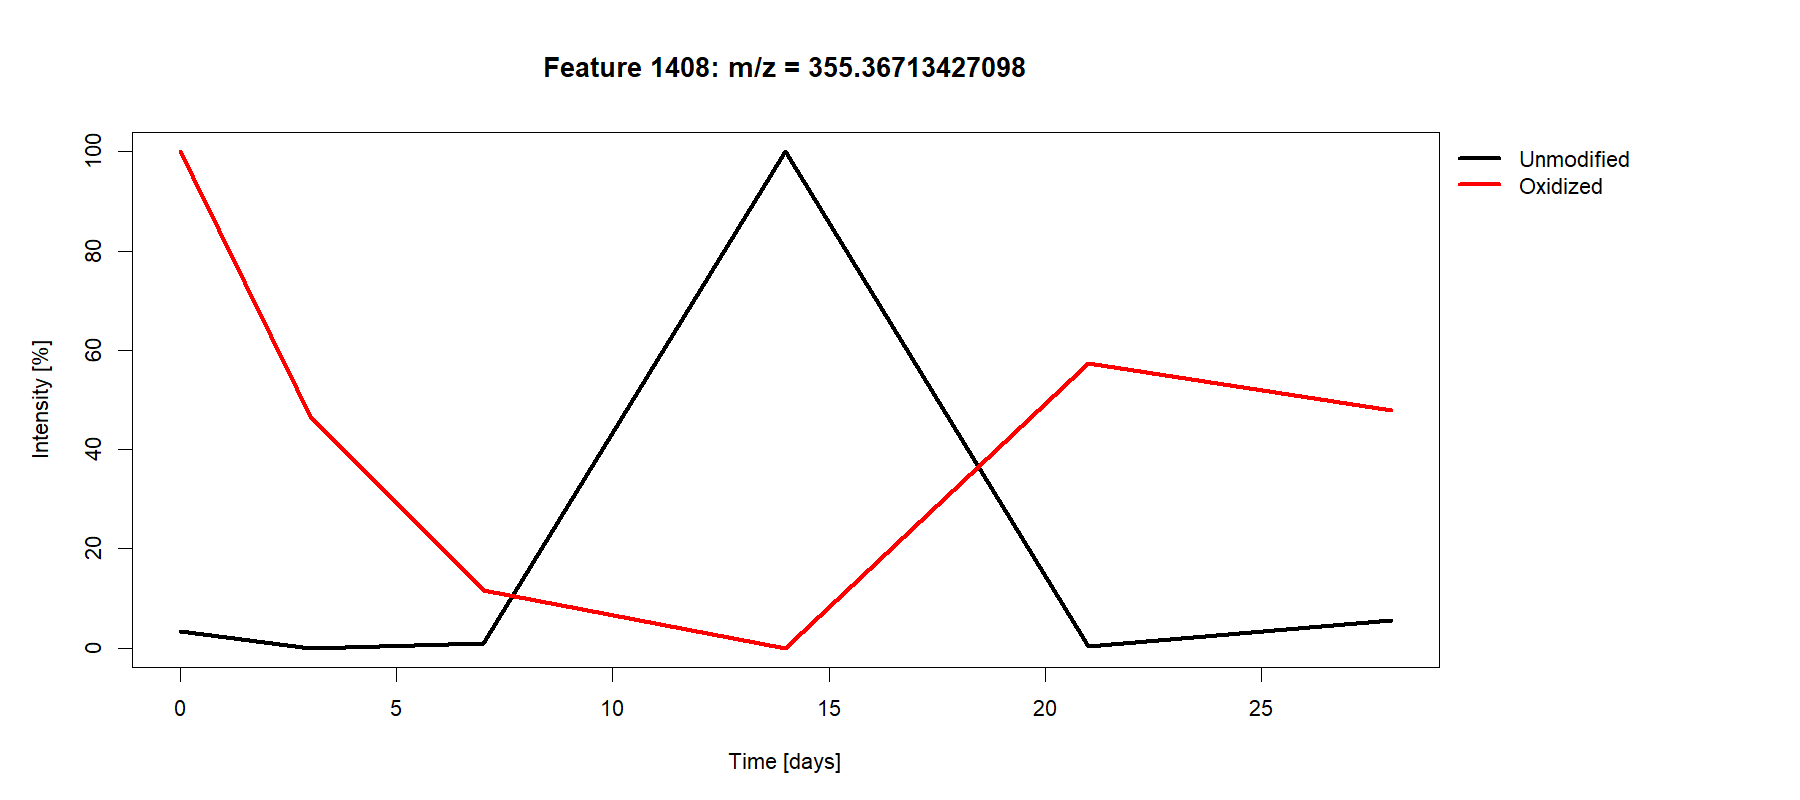 Feature 1408: m/z = 355.36713427098
Unmodified
Oxidized
Intensity [%]
100
80
60
40
20
0
0 5 10 15 20 25
Time [days]